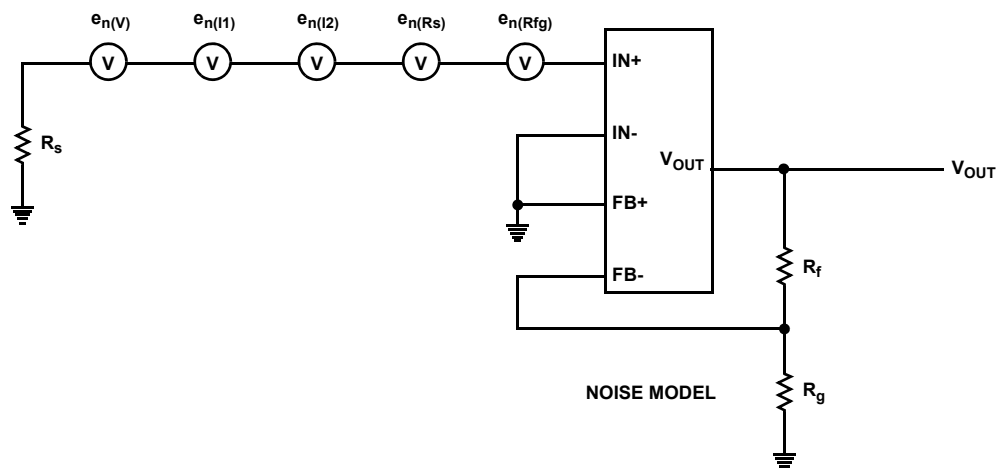 en(V) en(I1) en(I2) en(Rs) en(Rfg)
V V V V V
IN+
Rs
IN-
VOUT
VOUT
FB+
FB-
Rf
NOISE MODEL
Rg